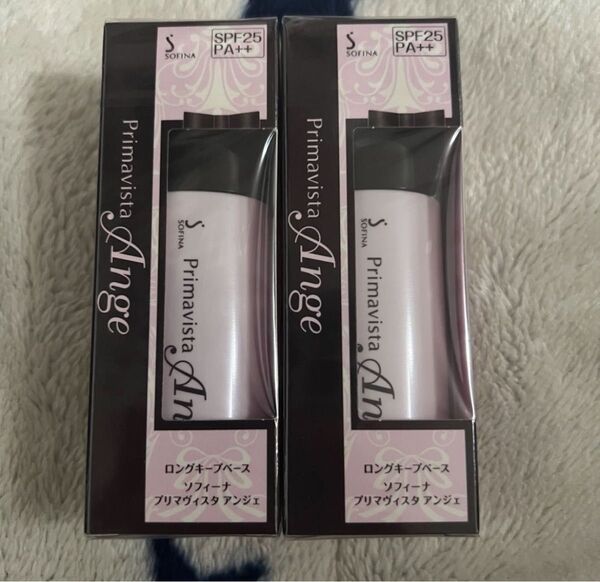 SOFINA
SPF25
PA++
Primavista
Ange
SOFINA
Primavista
An
ロングキープベース
ソフィーナ
プリマヴィスタ アンジェ
SOFINA
SPF25
PA++
Primavista
Ange
SOFINA
Primavista
An
ロングキープベース
ソフィーナ
プリマヴィスタ アンジェ